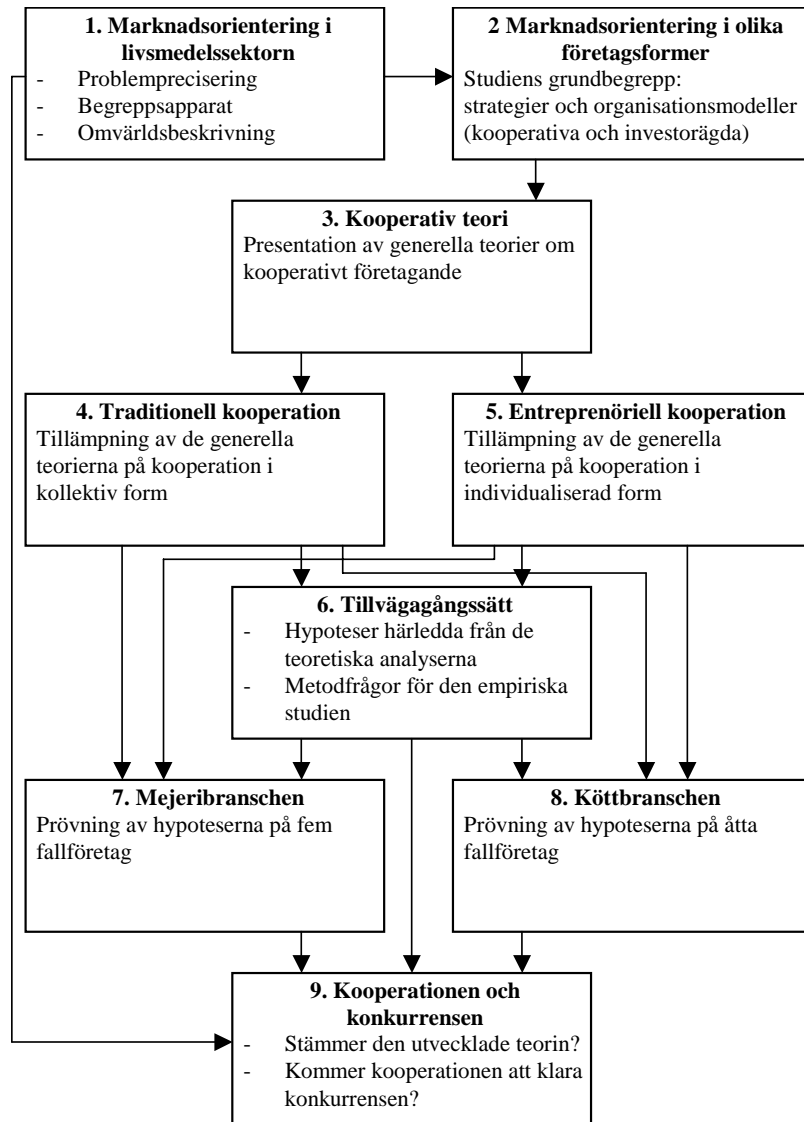 1. Marknadsorientering i
livsmedelssektorn
- Problemprecisering
- Begreppsapparat
- Omvärldsbeskrivning
2 Marknadsorientering i olika
företagsformer
Studiens grundbegrepp:
strategier och organisationsmodeller
(kooperativa och investorägda)
3. Kooperativ teori
Presentation av generella teorier om
kooperativt företagande
4. Traditionell kooperation
Tillämpning av de generella
teorierna på kooperation i
kollektiv form
5. Entreprenöriell kooperation
Tillämpning av de generella
teorierna på kooperation i
individualiserad form
6. Tillvägagångssätt
- Hypoteser härledda från de
teoretiska analyserna
- Metodfrågor för den empiriska
studien
7. Mejeribranschen
Prövning av hypoteserna på fem
fallföretag
8. Köttbranschen
Prövning av hypoteserna på åtta
fallföretag
9. Kooperationen och
konkurrensen
- Stämmer den utvecklade teorin?
- Kommer kooperationen att klara
konkurrensen?